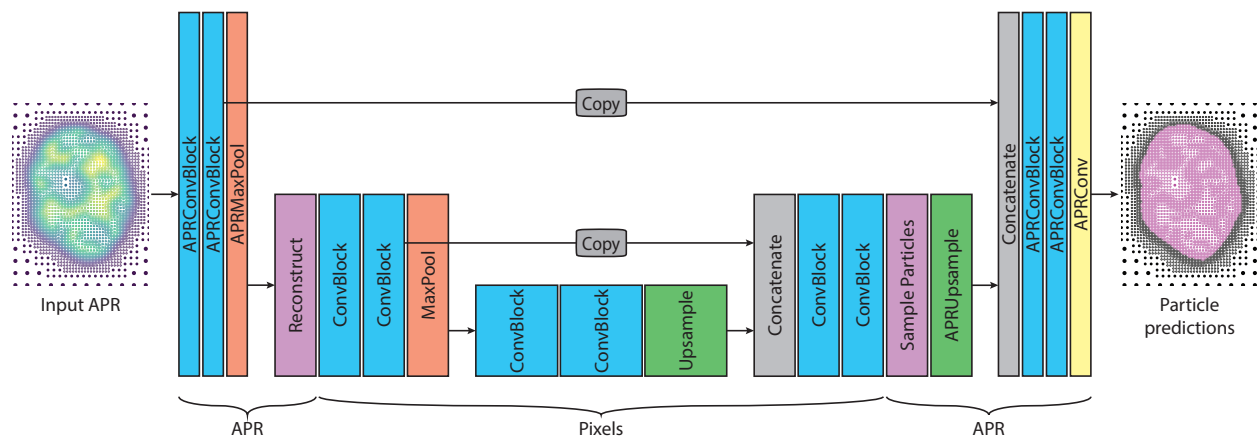 Input APR
APRConvBlock
APRConvBlock
APRMaxPool
Reconstruct
ConvBlock
ConvBlock
MaxPool
Copy
Copy
ConvBlock
ConvBlock
Upsample
Concatenate
ConvBlock
ConvBlock
Sample Particles
APRUpsample
Concatenate
APRConvBlock
APRConvBlock
APRConv
Particle
predictions
APR
Pixels
APR